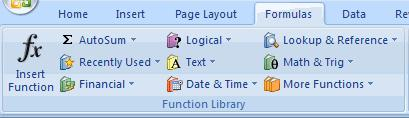 Home Insert Page Layout Formulas Data Re
fx Σ AutoSum Logical Lookup & Reference
Insert Function Recently Used A Text θ Math & Trig
Financial Date & Time More Functions
Function Library